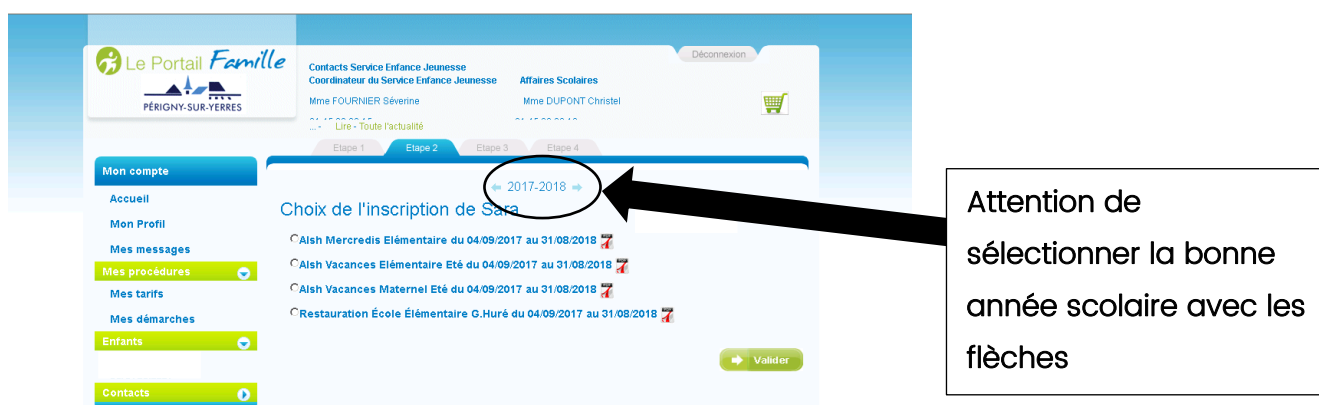 Le Portail Famille
PÉRIGNY-SUR-YERRES
Contacts Service Enfance Jeunesse
Coordinateur du Service Enfance Jeunesse Affaires Scolaires
Mme FOURNIER Séverine Mme DUPONT Christel
... - Lire - Toute l'actualité
Déconnexion
Etape 1 Etape 2 Etape 3 Etape 4
Mon compte
Accueil
Mon Profil
Mes messages
Mes procédures
Mes tarifs
Mes démarches
Enfants
Contacts
2017-2018
Choix de l'inscription de Sara
Alsh Mercredis Elémentaire du 04/09/2017 au 31/08/2018
Alsh Vacances Elémentaire Eté du 04/09/2017 au 31/08/2018
Alsh Vacances Maternel Eté du 04/09/2017 au 31/08/2018
Restauration École Élémentaire G.Huré du 04/09/2017 au 31/08/2018
Valider
Attention de
sélectionner la bonne
année scolaire avec les
flèches